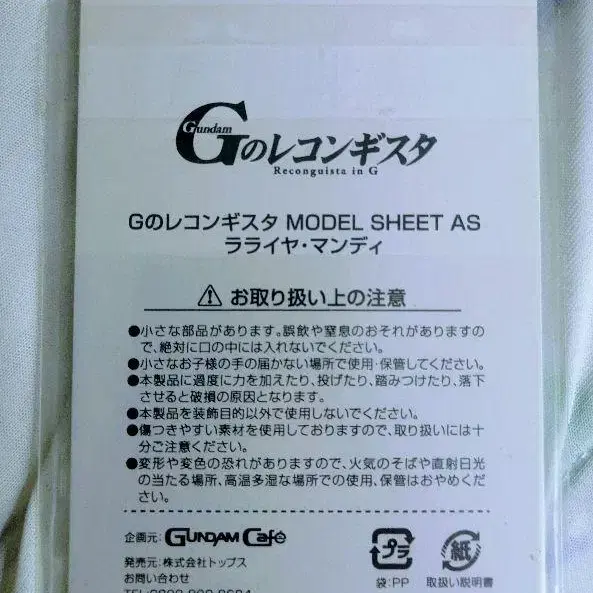 Gundam
Gのレコンギスタ
Reconguista in G
Gのレコンギスタ MODEL SHEET AS
ラライヤ・マンディ
お取り扱い上の注意
●小さな部品があります。誤飲や窒息のおそれがありますの
で、絶対に口の中には入れないでください。
●小さなお子様の手の届かない場所で使用・保管してください。
●本製品に過度に力を加えたり、投げたり、踏みつけたり、落下
させると破損の原因となります。
●本製品を装飾目的以外で使用しないでください。
●傷つきやすい素材を使用しておりますので、取り扱いには十
分ご注意ください。
●変形や変色の恐れがありますので、火気のそばや直射日光
の当たる場所、高温多湿な場所での使用、保管はおやめくだ
さい。
企画元: GUNDAM Café
発売元: 株式会社トップス
お問い合わせ
プラ
袋:PP
紙
取扱い説明書